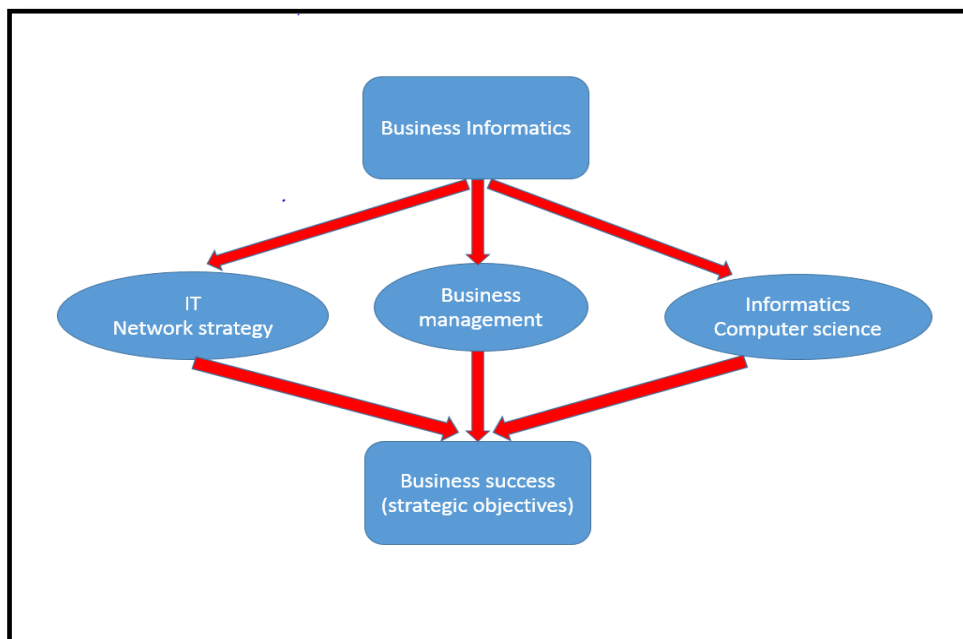 Business Informatics
IT
Network strategy
Business
management
Informatics
Computer science
Business success
(strategic objectives)